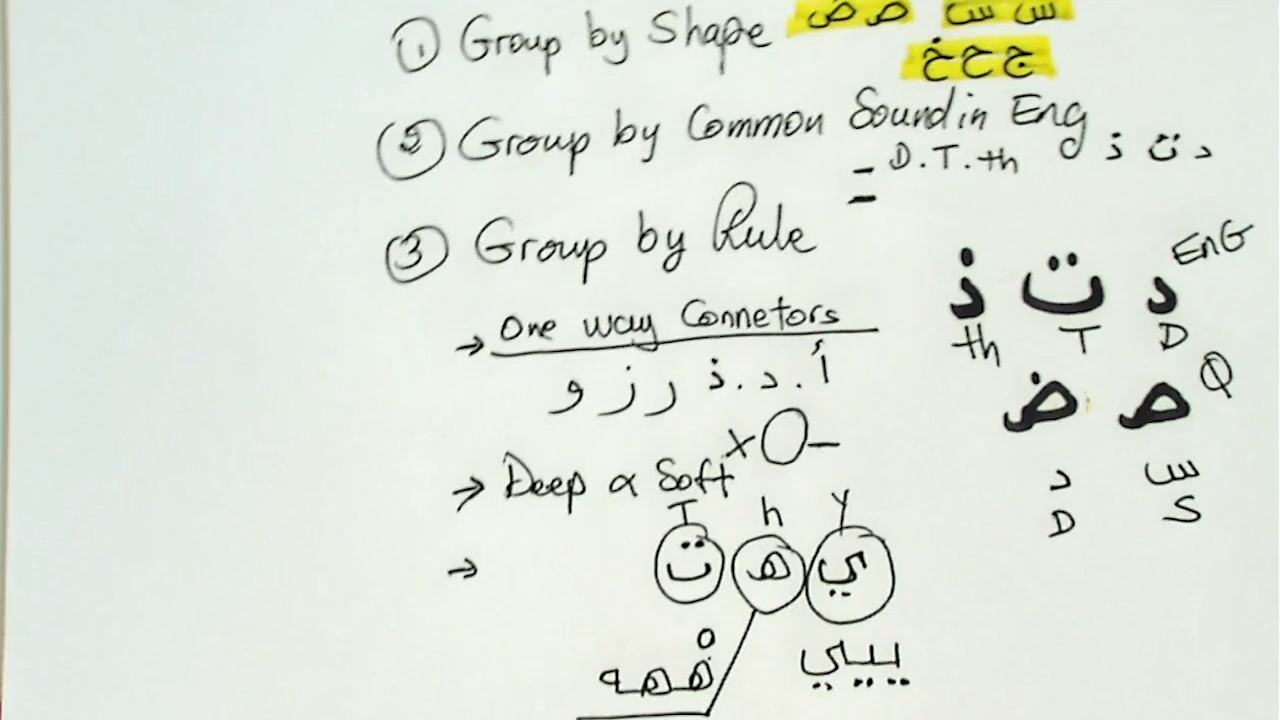 ① Group by Shape ص ض س ش
ج ح خ
② Group by Common Sound in Eng
= D.T.th د ت ذ
③ Group by Rule
ENG
د ت ذ
th T D
→ One way Connetors
أ . د . ذ ر ز و
Q
ص ض
→ Deep & Soft
س د
D S
T h y
→ ي ه ت
ييي
ههه